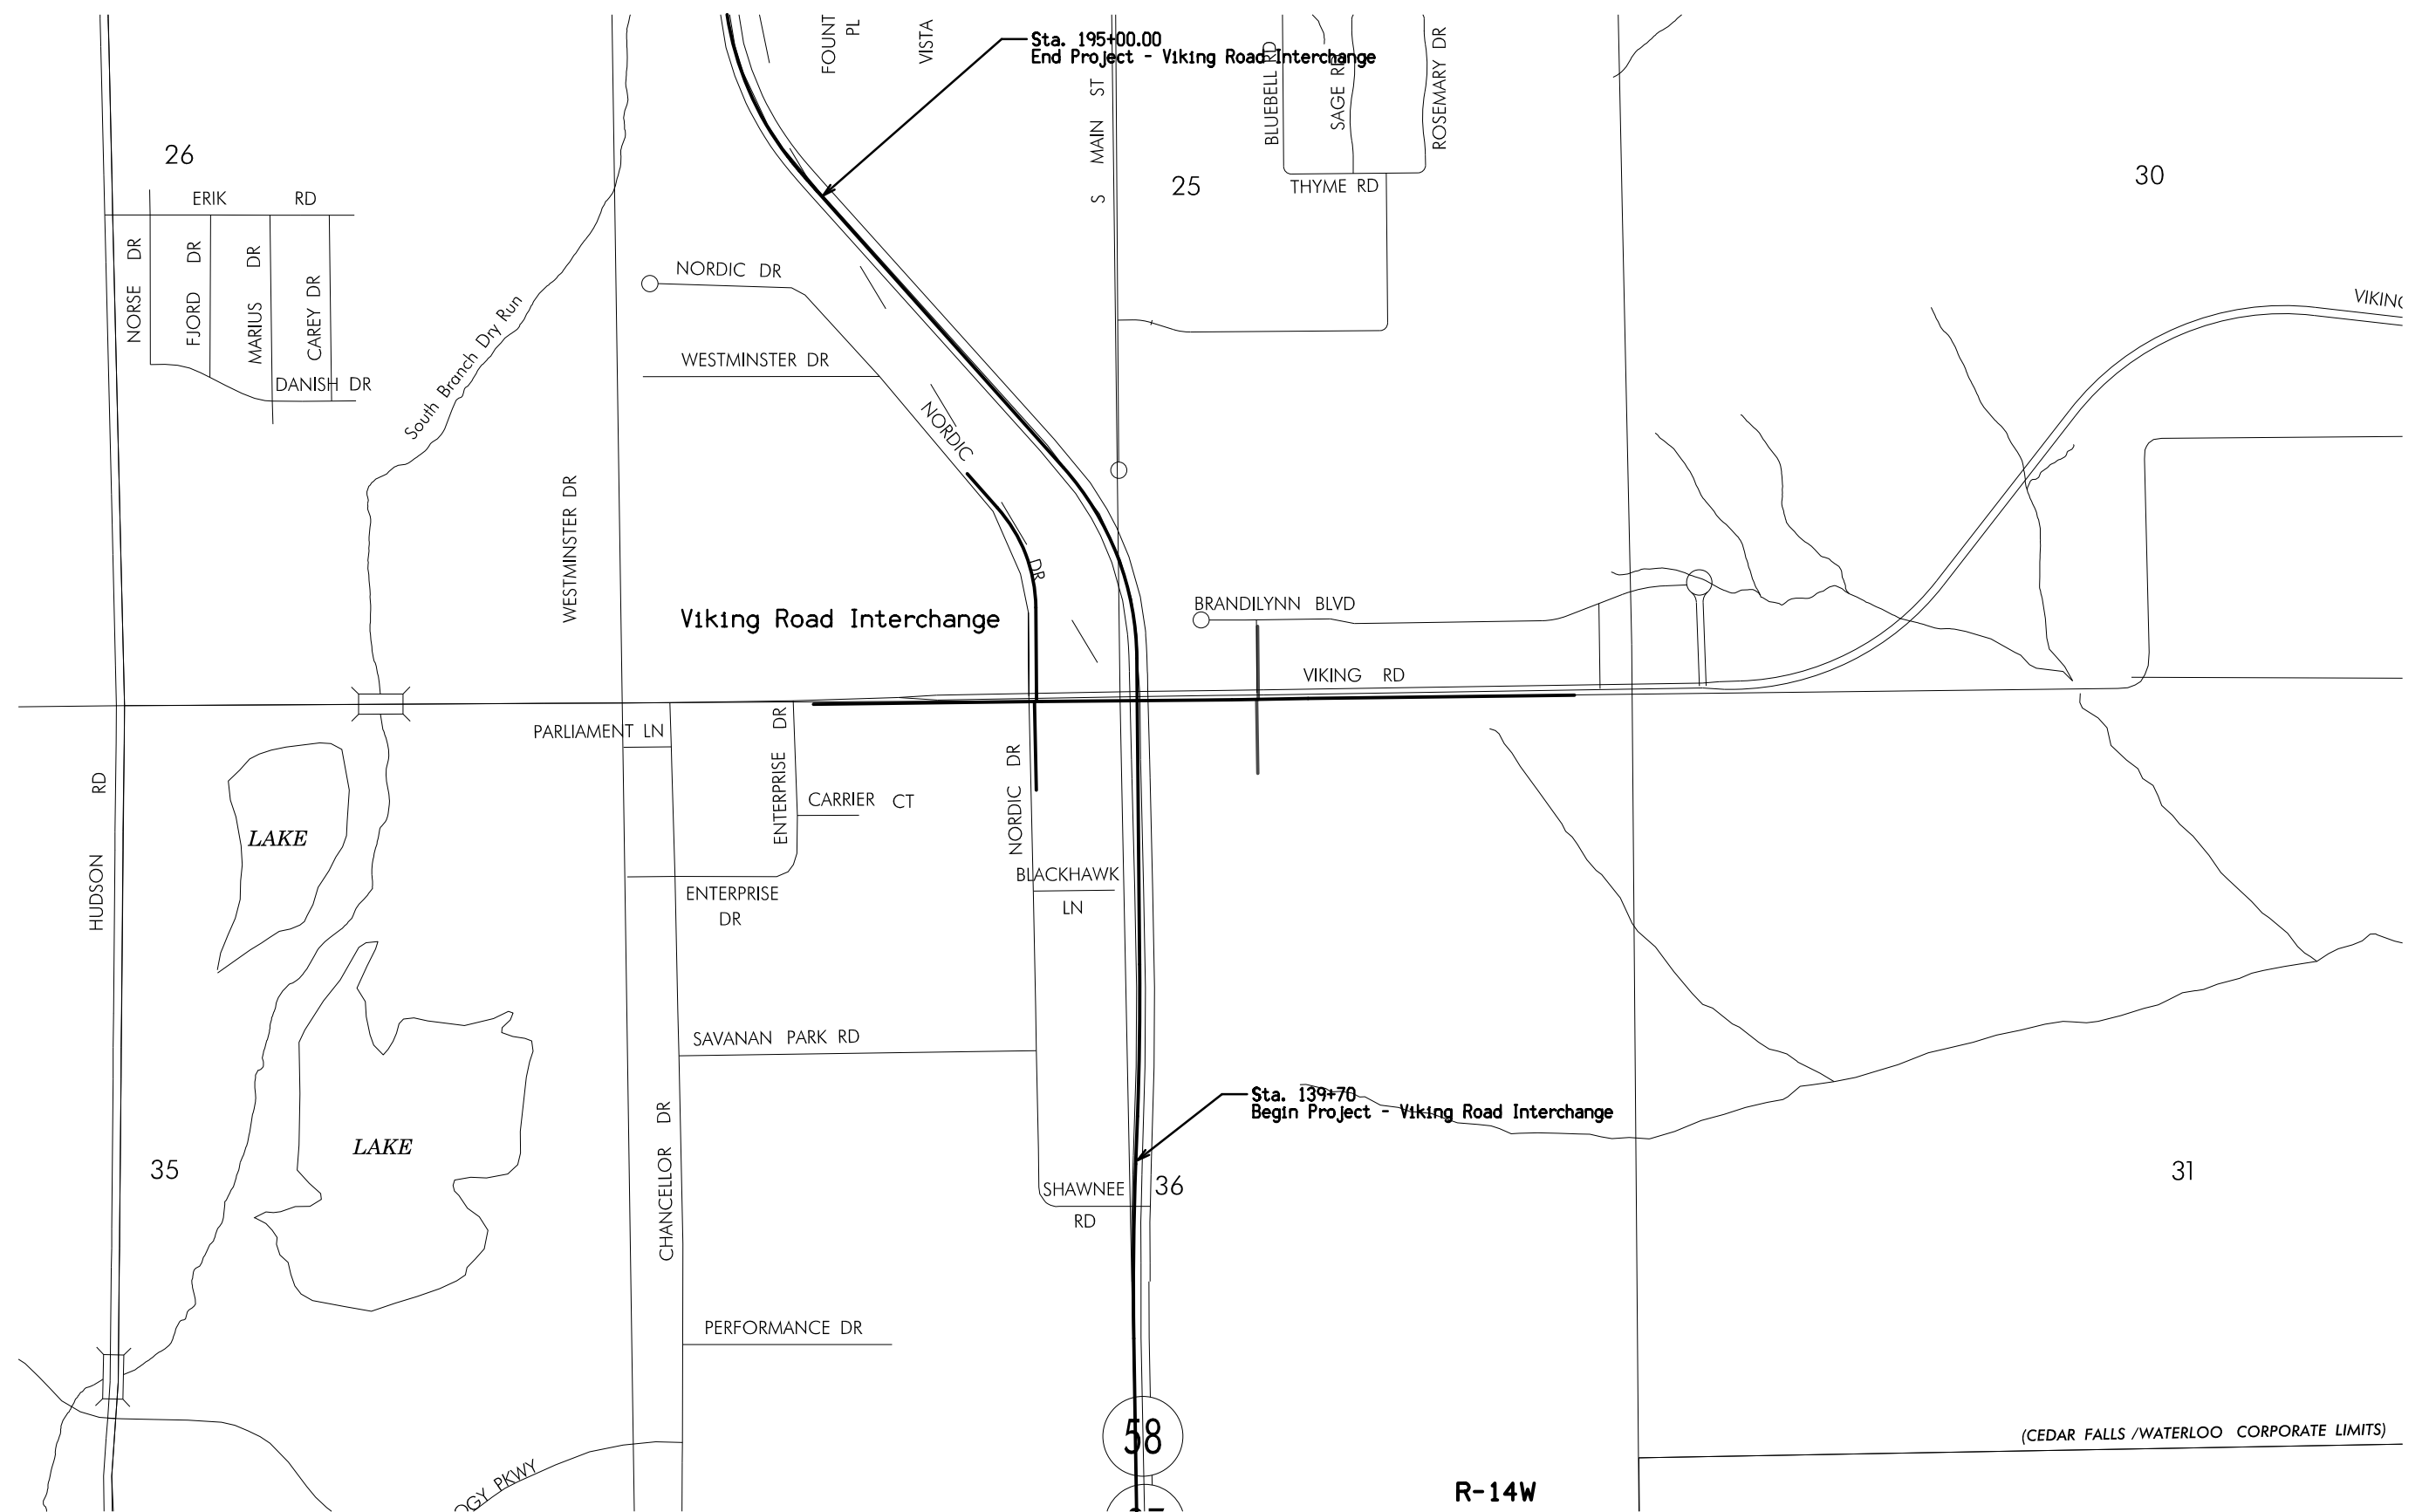 FOUNT
PL
VISTA
Sta. 195+00.00
End Project - Viking Road Interchange
S MAIN ST
BLUEBELL RD
SAGE RD
ROSEMARY DR
THYME RD
26
25
30
ERIK RD
NORSE DR
FJORD DR
MARIUS DR
CAREY DR
DANISH DR
South Branch Dry Run
NORDIC DR
WESTMINSTER DR
NORDIC DR
WESTMINSTER DR
Viking Road Interchange
BRANDILYNN BLVD
VIKING RD
PARLIAMENT LN
ENTERPRISE DR
CARRIER CT
NORDIC DR
HUDSON RD
LAKE
ENTERPRISE
DR
BLACKHAWK
LN
SAVANAN PARK RD
Sta. 139+70
Begin Project - Viking Road Interchange
LAKE
35
CHANCELLOR DR
SHAWNEE
RD
36
31
PERFORMANCE DR
58
(CEDAR FALLS /WATERLOO CORPORATE LIMITS)
OGY PKWY
R-14W